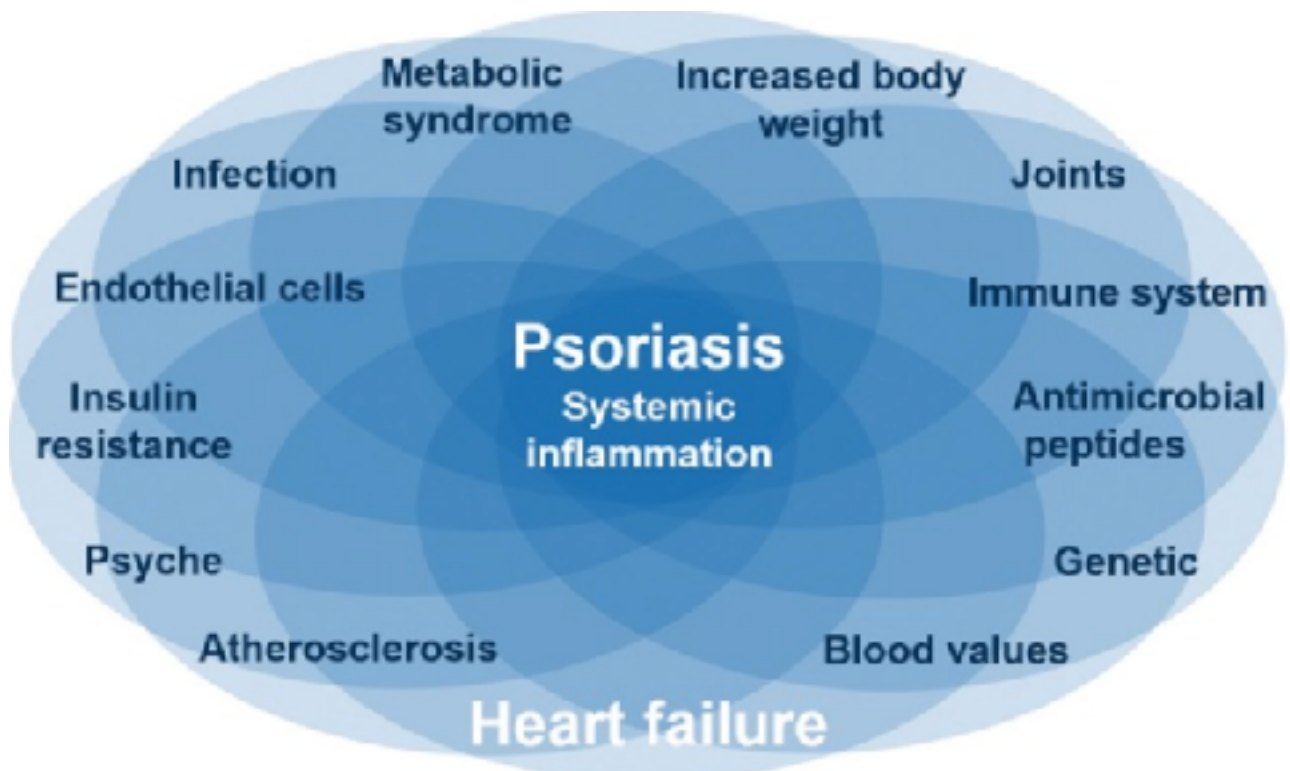 Metabolic
syndrome
Increased body
weight
Infection
Joints
Endothelial cells
Immune system
Psoriasis
Systemic
inflammation
Insulin
resistance
Antimicrobial
peptides
Psyche
Genetic
Atherosclerosis
Blood values
Heart failure